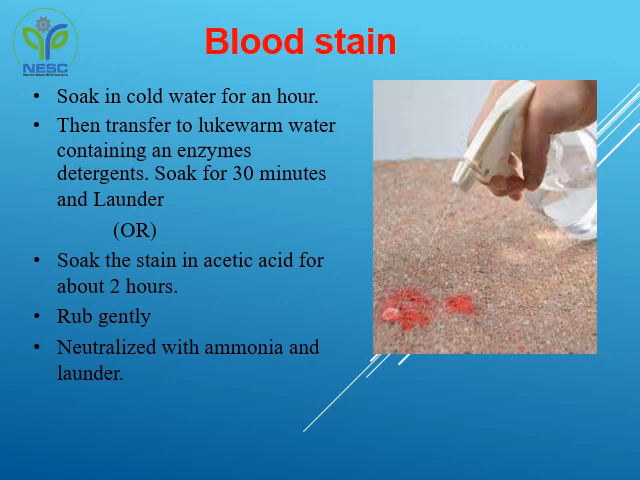 Blood stain
NESC
• Soak in cold water for an hour.
• Then transfer to lukewarm water
containing an enzymes
detergents. Soak for 30 minutes
and Launder
(OR)
• Soak the stain in acetic acid for
about 2 hours.
• Rub gently
• Neutralized with ammonia and
launder.